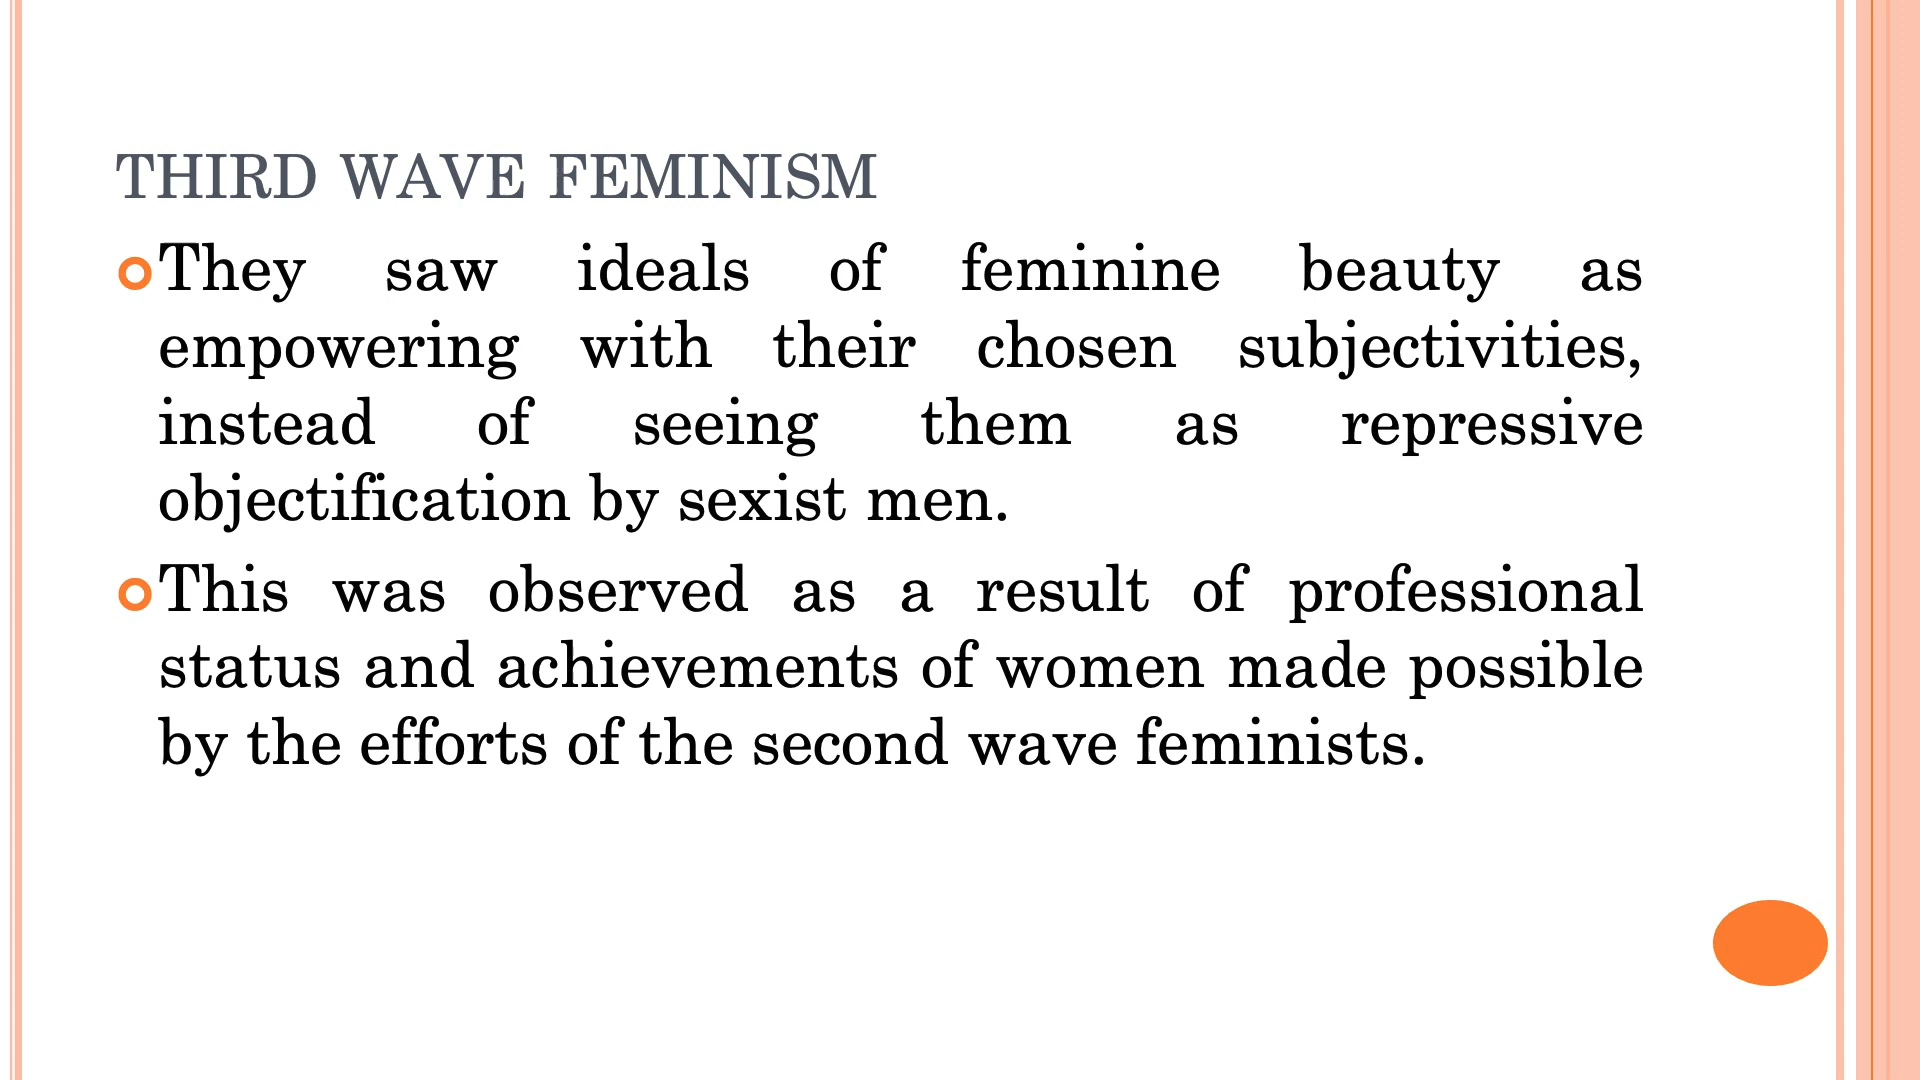 THIRD WAVE FEMINISM
They saw ideals of feminine beauty as
empowering with their chosen subjectivities,
instead of seeing them as repressive
objectification by sexist men.
This was observed as a result of professional
status and achievements of women made possible
by the efforts of the second wave feminists.